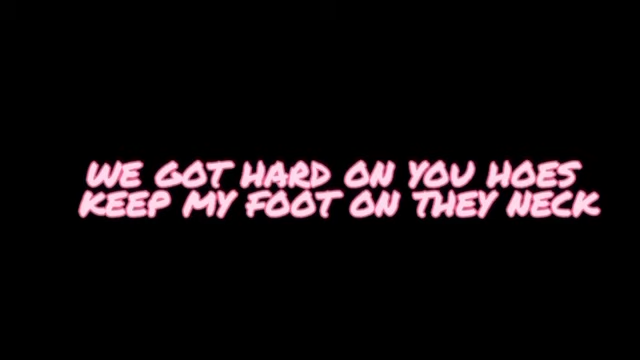 WE GOT HARD ON YOU HOES
KEEP MY FOOT ON THEY NECK